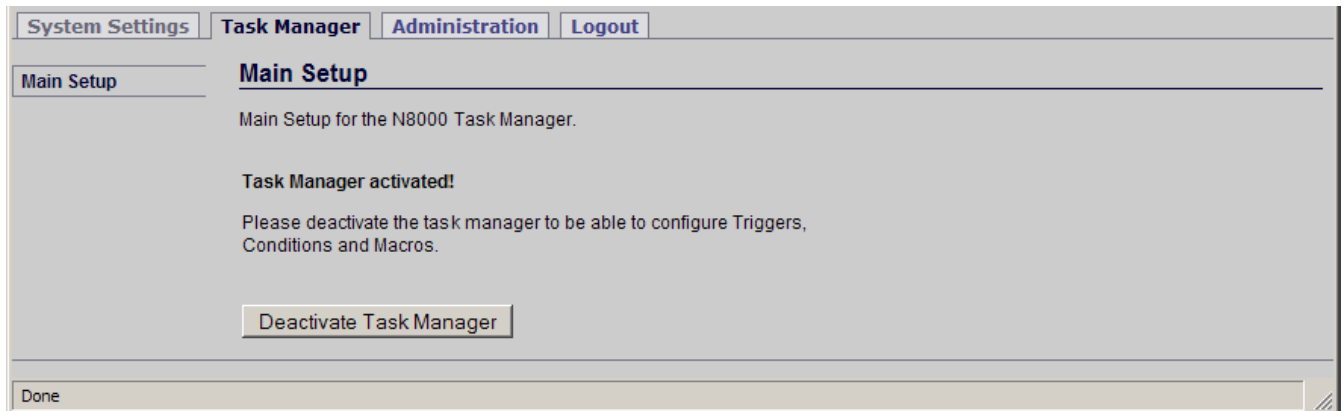 System Settings Task Manager Administration Logout
Main Setup
Main Setup
Main Setup for the N8000 Task Manager.
Task Manager activated!
Please deactivate the task manager to be able to configure Triggers,
Conditions and Macros.
Deactivate Task Manager
Done